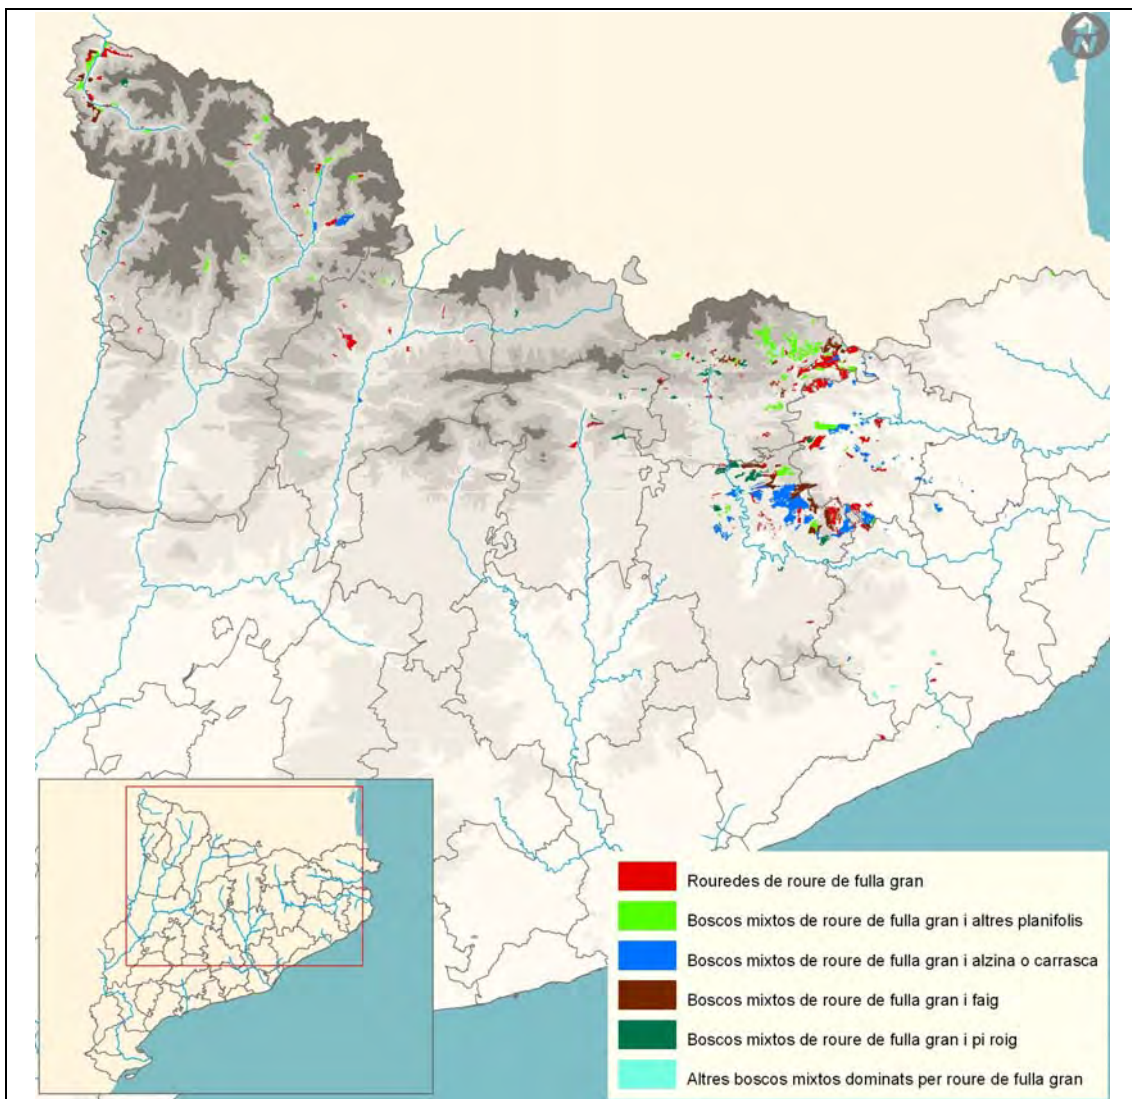 N
Rouredes de roure de fulla gran
Boscos mixtos de roure de fulla gran i altres planifolis
Boscos mixtos de roure de fulla gran i alzina o carrasca
Boscos mixtos de roure de fulla gran i faig
Boscos mixtos de roure de fulla gran i pi roig
Altres boscos mixtos dominats per roure de fulla gran